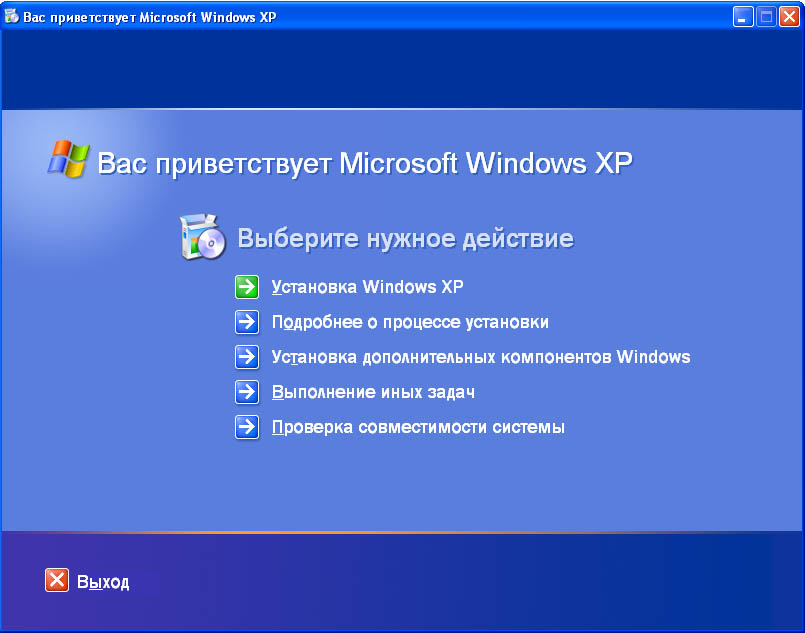 Вас приветствует Microsoft Windows XP
Вас приветствует Microsoft Windows XP
Выберите нужное действие
Установка Windows XP
Подробнее о процессе установки
Установка дополнительных компонентов Windows
Выполнение иных задач
Проверка совместимости системы
Выход